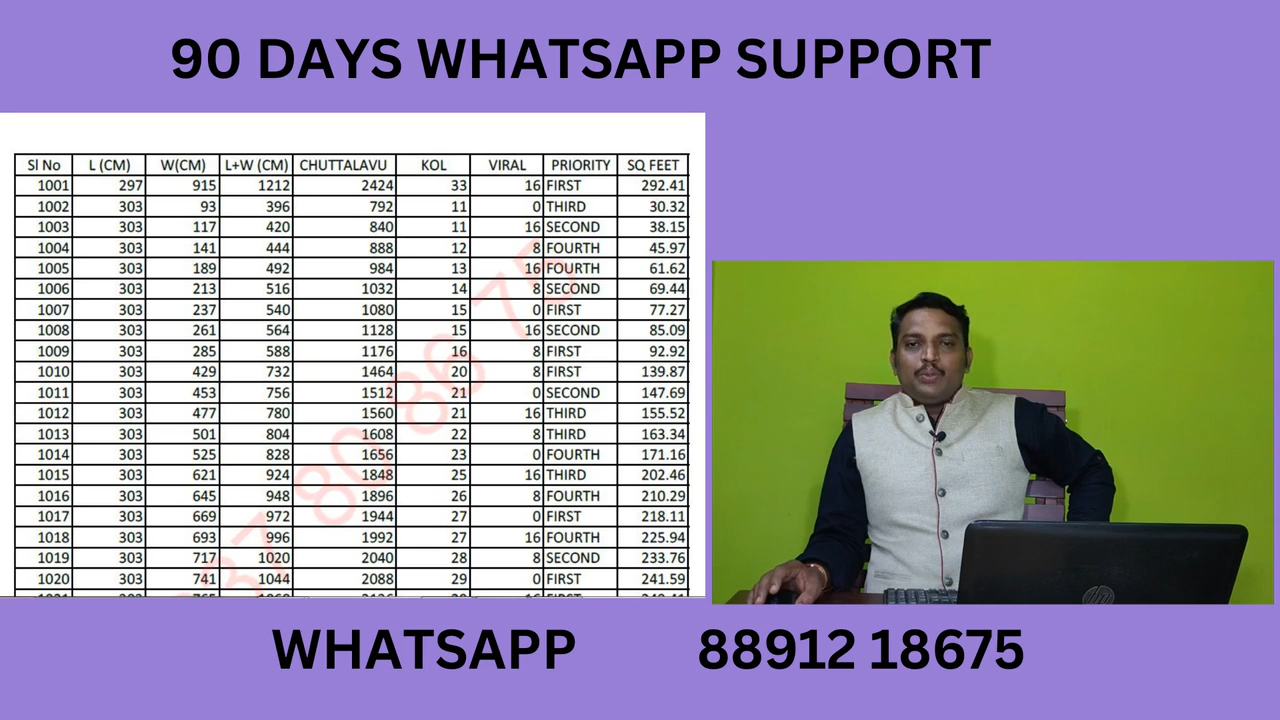 90 DAYS WHATSAPP SUPPORT
Sl No L (CM) W(CM) L+W (CM) CHUTTALAVU KOL VIRAL PRIORITY SQ FEET
1001 297 915 1212 2424 33 16 FIRST 292.41
1002 303 93 396 792 11 0 THIRD 30.32
1003 303 117 420 840 11 16 SECOND 38.15
1004 303 141 444 888 12 8 FOURTH 45.97
1005 303 189 492 984 13 16 FOURTH 61.62
1006 303 213 516 1032 14 8 SECOND 69.44
1007 303 237 540 1080 15 0 FIRST 77.27
1008 303 261 564 1128 15 16 SECOND 85.09
1009 303 285 588 1176 16 8 FIRST 92.92
1010 303 429 732 1464 20 8 FIRST 139.87
1011 303 453 756 1512 21 0 SECOND 147.69
1012 303 477 780 1560 21 16 THIRD 155.52
1013 303 501 804 1608 22 8 THIRD 163.34
1014 303 525 828 1656 23 0 FOURTH 171.16
1015 303 621 924 1848 25 16 THIRD 202.46
1016 303 645 948 1896 26 8 FOURTH 210.29
1017 303 669 972 1944 27 0 FIRST 218.11
1018 303 693 996 1992 27 16 FOURTH 225.94
1019 303 717 1020 2040 28 8 SECOND 233.76
1020 303 741 1044 2088 29 0 FIRST 241.59
37 80 86 75
hp
WHATSAPP 88912 18675